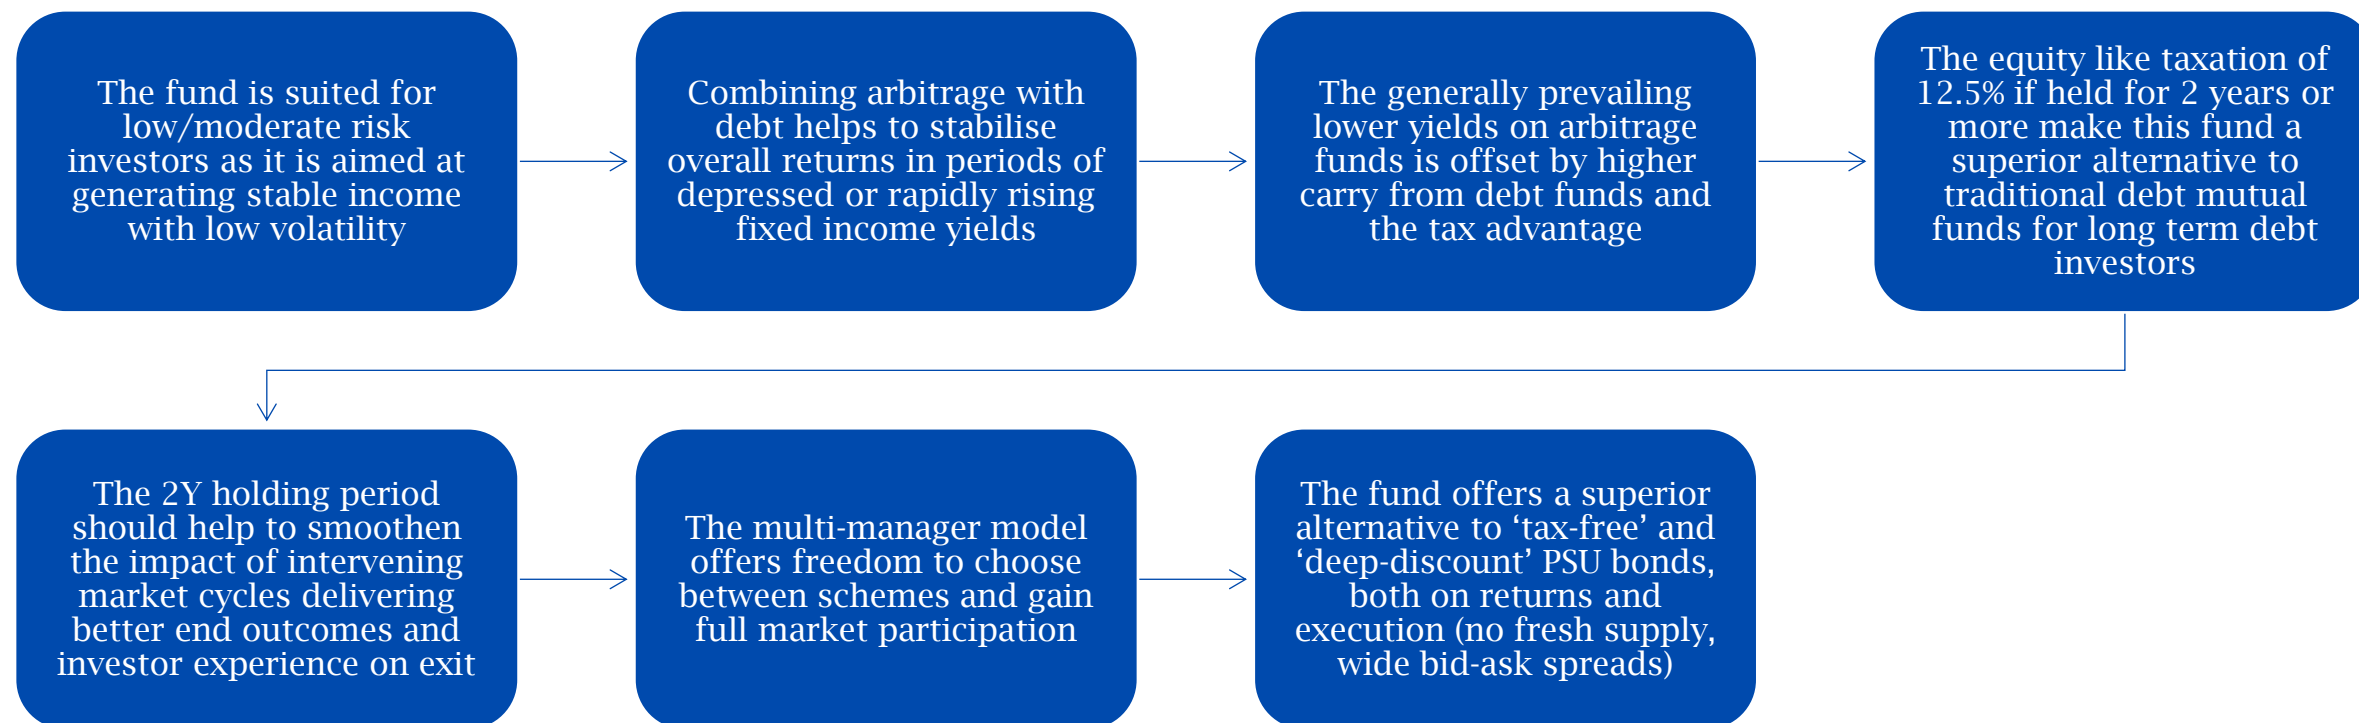 The fund is suited for
low/moderate risk
investors as it is aimed at
generating stable income
with low volatility
Combining arbitrage with
debt helps to stabilise
overall returns in periods of
depressed or rapidly rising
fixed income yields
The generally prevailing
lower yields on arbitrage
funds is offset by higher
carry from debt funds and
the tax advantage
The equity like taxation of
12.5% if held for 2 years or
more make this fund a
superior alternative to
traditional debt mutual
funds for long term debt
investors
The 2Y holding period
should help to smoothen
the impact of intervening
market cycles delivering
better end outcomes and
investor experience on exit
The multi-manager model
offers freedom to choose
between schemes and gain
full market participation
The fund offers a superior
alternative to ‘tax-free’ and
‘deep-discount’ PSU bonds,
both on returns and
execution (no fresh supply,
wide bid-ask spreads)